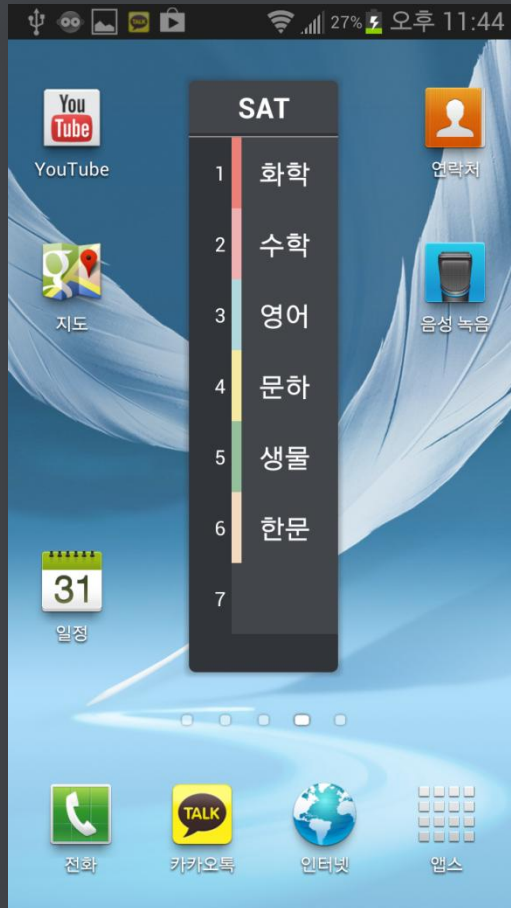 27% 오후 11:44
SAT
You
Tube
YouTube
연락처
1 화학
2 수학
3 영어
4 문하
5 생물
6 한문
7
g
지도
음성 녹음
31
일정
TALK
전화
카카오톡
인터넷
앱스